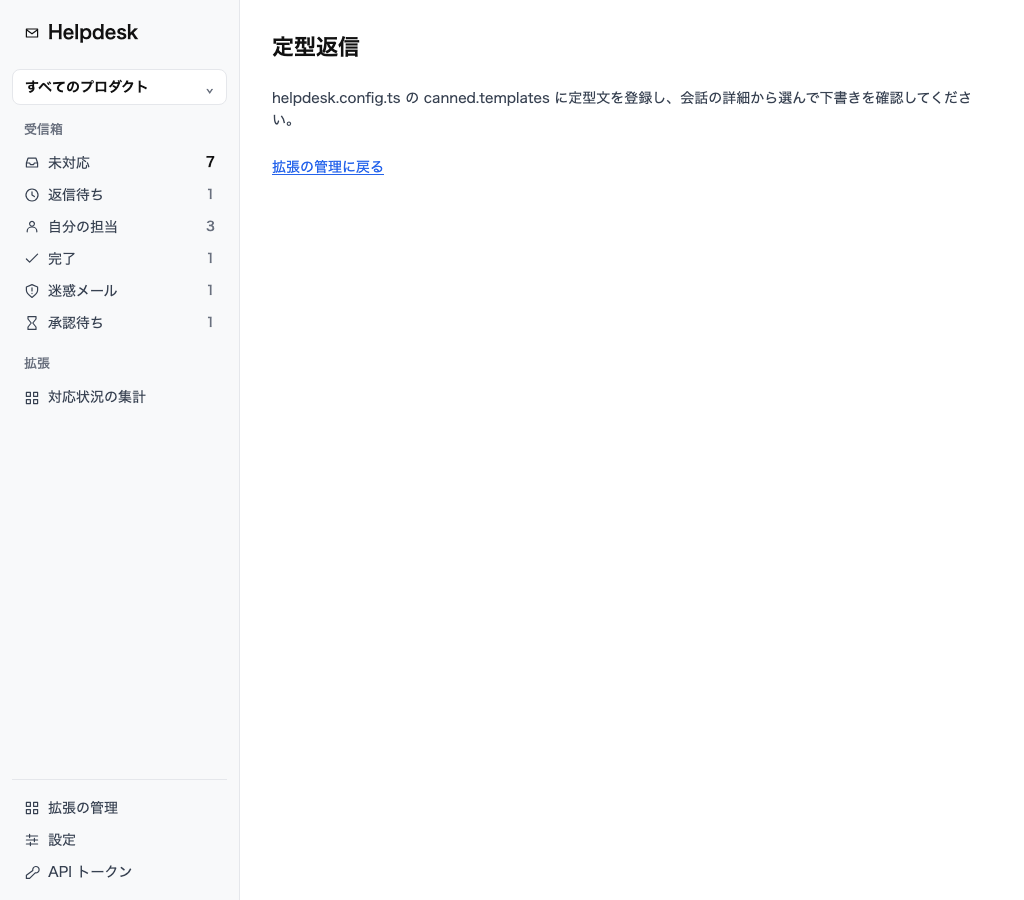 Helpdesk
すべてのプロダクト
受信箱
未対応 7
返信待ち 1
自分の担当 3
完了 1
迷惑メール 1
承認待ち 1
拡張
対応状況の集計
拡張の管理
設定
API トークン
定型返信
helpdesk.config.ts の canned.templates に定型文を登録し、会話の詳細から選んで下書きを確認してくださ
い。
拡張の管理に戻る